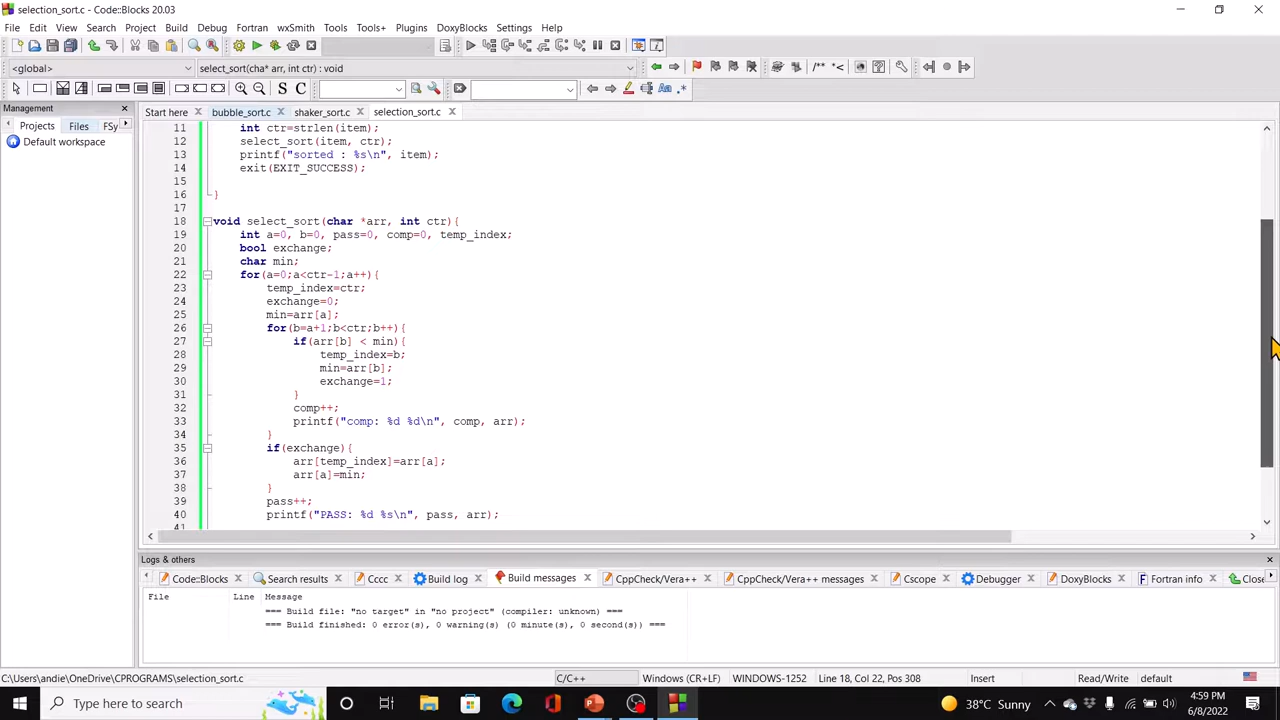 selection_sort.c - Code::Blocks 20.03
File Edit View Search Project Build Debug Fortran wxSmith Tools Tools+ Plugins DoxyBlocks Settings Help
<global> select_sort(cha* arr, int ctr) : void
Management
Start here bubble_sort.c shaker_sort.c selection_sort.c
Projects Files FSy
Default workspace
11 int ctr=strlen(item);
12 select_sort(item, ctr);
13 printf("sorted : %s\n", item);
14 exit(EXIT_SUCCESS);
15
16 }
17
18 void select_sort(char *arr, int ctr){
19 int a=0, b=0, pass=0, comp=0, temp_index;
20 bool exchange;
21 char min;
22 for(a=0;a<ctr-1;a++){
23 temp_index=ctr;
24 exchange=0;
25 min=arr[a];
26 for(b=a+1;b<ctr;b++){
27 if(arr[b] < min){
28 temp_index=b;
29 min=arr[b];
30 exchange=1;
31 }
32 comp++;
33 printf("comp: %d %d\n", comp, arr);
34 }
35 if(exchange){
36 arr[temp_index]=arr[a];
37 arr[a]=min;
38 }
39 pass++;
40 printf("PASS: %d %s\n", pass, arr);
41
Logs & others
Code::Blocks Search results Cccc Build log Build messages CppCheck/Vera++ CppCheck/Vera++ messages Cscope Debugger DoxyBlocks Fortran info Close
File Line Message
=== Build file: "no target" in "no project" (compiler: unknown) ===
=== Build finished: 0 error(s), 0 warning(s) (0 minute(s), 0 second(s)) ===
C:\Users\andie\OneDrive\CPROGRAMS\selection_sort.c C/C++ Windows (CR+LF) WINDOWS-1252 Line 18, Col 22, Pos 308 Insert Read/Write default
Type here to search
38°C Sunny
4:59 PM
6/8/2022